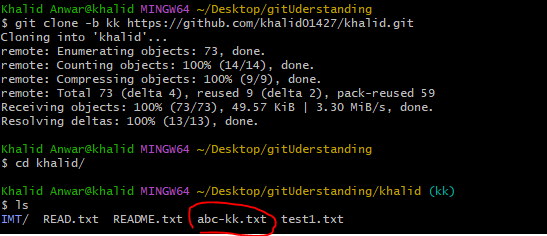 Khalid Anwar@khalid MINGW64 ~/Desktop/gitUderstanding
$ git clone -b kk https://github.com/khalid01427/khalid.git
Cloning into 'khalid'...
remote: Enumerating objects: 73, done.
remote: Counting objects: 100% (14/14), done.
remote: Compressing objects: 100% (9/9), done.
remote: Total 73 (delta 4), reused 9 (delta 2), pack-reused 59
Receiving objects: 100% (73/73), 49.57 KiB | 3.30 MiB/s, done.
Resolving deltas: 100% (13/13), done.
Khalid Anwar@khalid MINGW64 ~/Desktop/gitUderstanding
$ cd khalid/
Khalid Anwar@khalid MINGW64 ~/Desktop/gitUderstanding/khalid (kk)
$ ls
IMT/  READ.txt  README.txt  abc-kk.txt  test1.txt